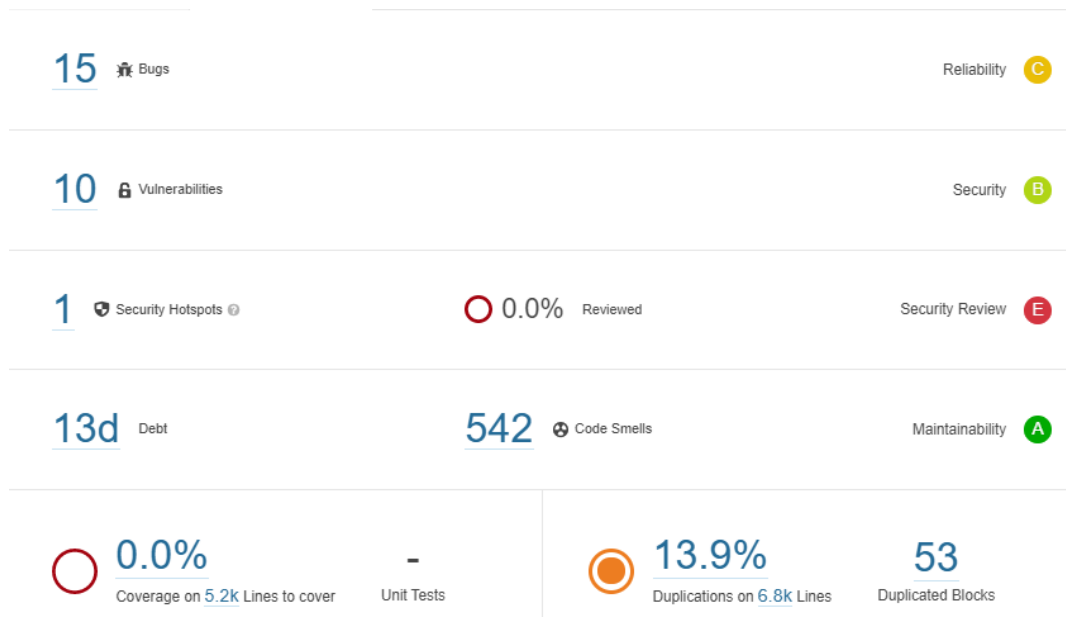 15 Bugs Reliability C
10 Vulnerabilities Security B
1 Security Hotspots ? 0.0% Reviewed Security Review E
13d Debt 542 Code Smells Maintainability A
0.0% - 13.9% 53
Coverage on 5.2k Lines to cover Unit Tests Duplications on 6.8k Lines Duplicated Blocks